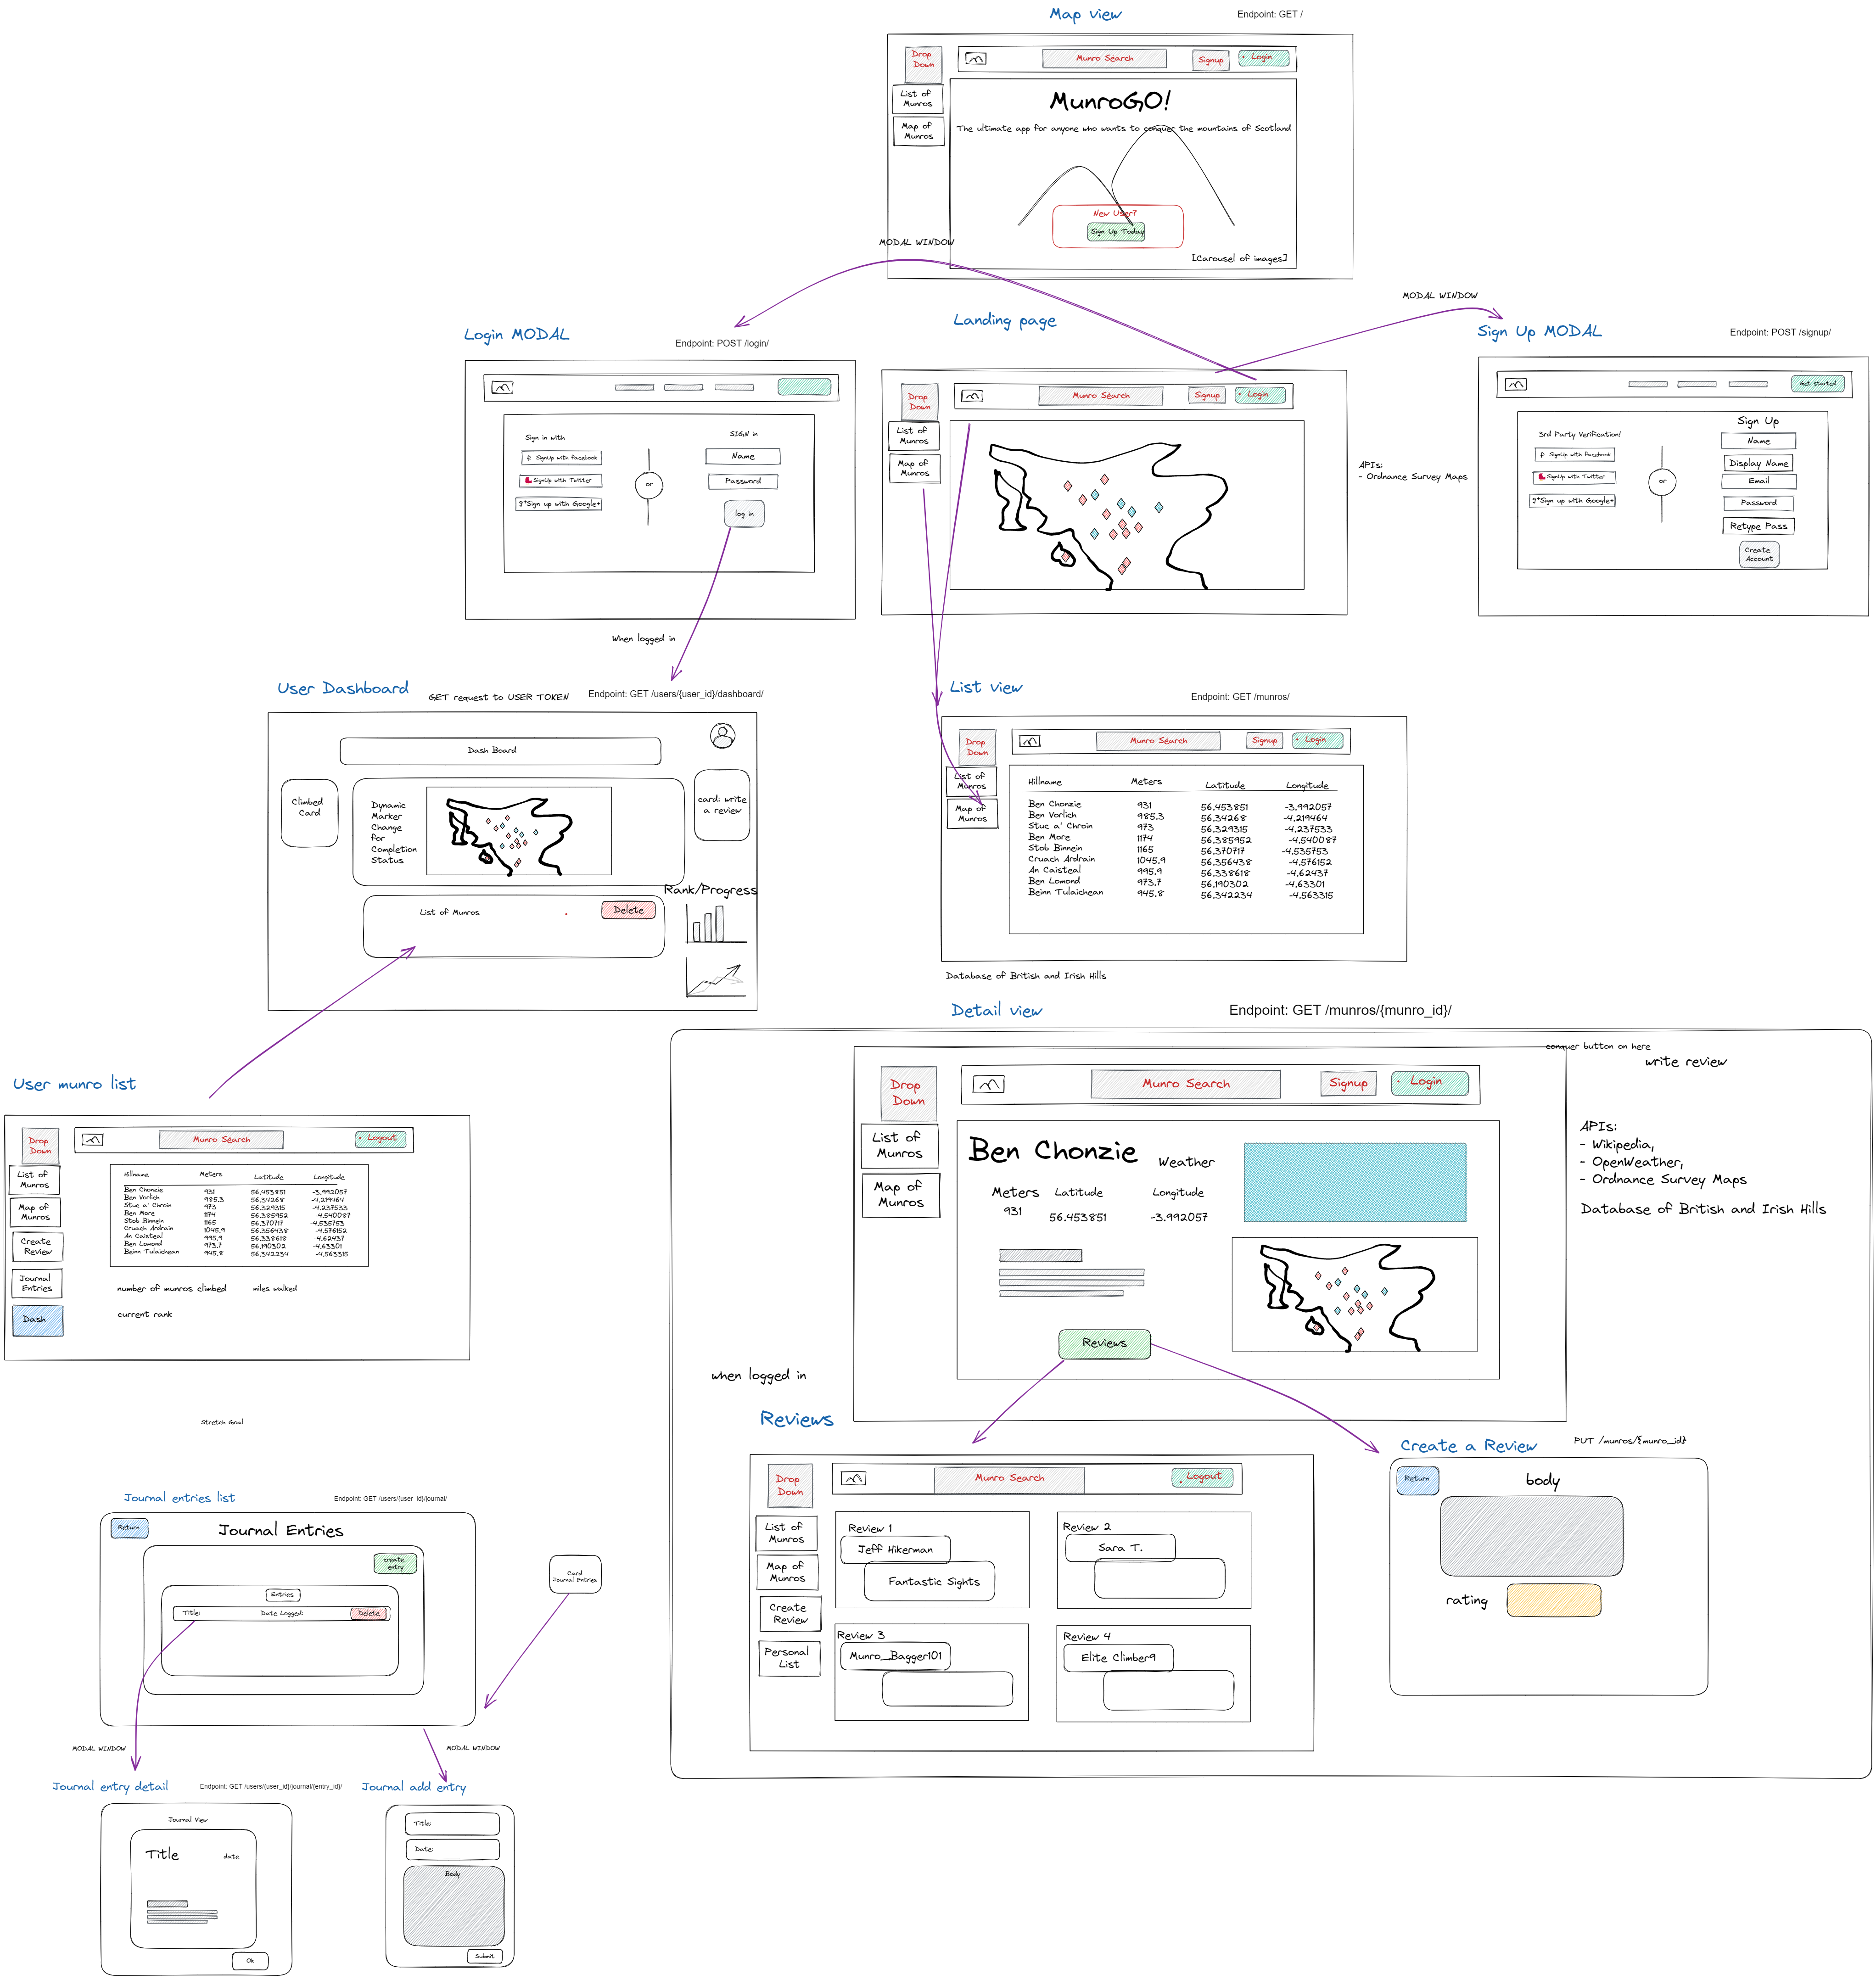 Map view
Endpoint: GET /
Drop
Down
Munro Search
Signup
Login
List of
Munros
Map of
Munros
MunroGO!
The ultimate app for anyone who wants to conquer the mountains of Scotland
New User?
Sign Up Today
[Carousel of images]
MODAL WINDOW
MODAL WINDOW
Login MODAL
Endpoint: POST /login/
Sign in with
SignUp with Facebook
SignUp with Twitter
g+Sign up with Google+
or
SIGN in
Name
Password
log in
When logged in
Landing page
Drop
Down
Munro Search
Signup
Login
List of
Munros
Map of
Munros
APIs:
- Ordnance Survey Maps
Sign Up MODAL
Endpoint: POST /signup/
Get started
3rd Party Verification!
SignUp with Facebook
SignUp with Twitter
g+Sign up with Google+
or
Sign Up
Name
Display Name
Email
Password
Retype Pass
Create
Account
User Dashboard
GET request to USER TOKEN
Endpoint: GET /users/{user_id}/dashboard/
Dash Board
Climbed
Card
Dynamic
Marker
Change
for
Completion
Status
card: write
a review
Rank/Progress
List of Munros
Delete
List view
Endpoint: GET /munros/
Drop
Down
Munro Search
Signup
Login
List of
Munros
Map of
Munros
Hillname Meters Latitude Longitude
Ben Chonzie 931 56.453851 -3.992057
Ben Vorlich 985.3 56.34268 -4.219464
Stuc a' Chroin 973 56.329315 -4.237533
Ben More 1174 56.385952 -4.540087
Stob Binnein 1165 56.370717 -4.535753
Cruach Ardrain 1045.9 56.356438 -4.576152
An Caisteal 995.9 56.338618 -4.62437
Ben Lomond 973.7 56.190302 -4.63301
Beinn Tulaichean 945.8 56.342234 -4.563315
Database of British and Irish Hills
Detail view
Endpoint: GET /munros/{munro_id}/
conquer button on here
write review
Drop
Down
Munro Search
Signup
Login
List of
Munros
Map of
Munros
Ben Chonzie
Weather
Meters Latitude Longitude
931 56.453851 -3.992057
Reviews
APIs:
- Wikipedia,
- OpenWeather,
- Ordnance Survey Maps
Database of British and Irish Hills
when logged in
User munro list
Drop
Down
Munro Search
Logout
List of
Munros
Map of
Munros
Create
Review
Journal
Entries
Dash
Hillname Meters Latitude Longitude
Ben Chonzie 931 56.453851 -3.992057
Ben Vorlich 985.3 56.34268 -4.219464
Stuc a' Chroin 973 56.329315 -4.237533
Ben More 1174 56.385952 -4.540087
Stob Binnein 1165 56.370717 -4.535753
Cruach Ardrain 1045.9 56.356438 -4.576152
An Caisteal 995.9 56.338618 -4.62437
Ben Lomond 973.7 56.190302 -4.63301
Beinn Tulaichean 945.8 56.342234 -4.563315
number of munros climbed
miles walked
current rank
Stretch Goal
Reviews
Drop
Down
Munro Search
Logout
List of
Munros
Map of
Munros
Create
Review
Personal
List
Review 1
Jeff Hikerman
Fantastic Sights
Review 2
Sara T.
Review 3
Munro_Bagger101
Review 4
Elite Climber9
Create a Review
PUT /munros/{munro_id}
Return
body
rating
Journal entries list
Endpoint: GET /users/{user_id}/journal/
Return
Journal Entries
create
entry
Entries
Title:
Date Logged:
Delete
Card
Journal Entries
MODAL WINDOW
MODAL WINDOW
Journal entry detail
Endpoint: GET /users/{user_id}/journal/{entry_id}/
Journal View
Title
date
Ok
Journal add entry
Title:
Date:
Body
Submit